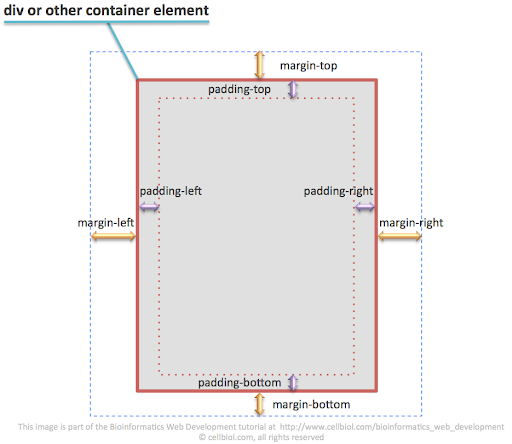 div or other container element
margin-top
padding-top
padding-left
padding-right
margin-left
margin-right
padding-bottom
margin-bottom
This image is part of the Bioinformatics Web Development tutorial at http://www.cellbiol.com/bioinformatics_web_development
© cellbiol.com, all rights reserved